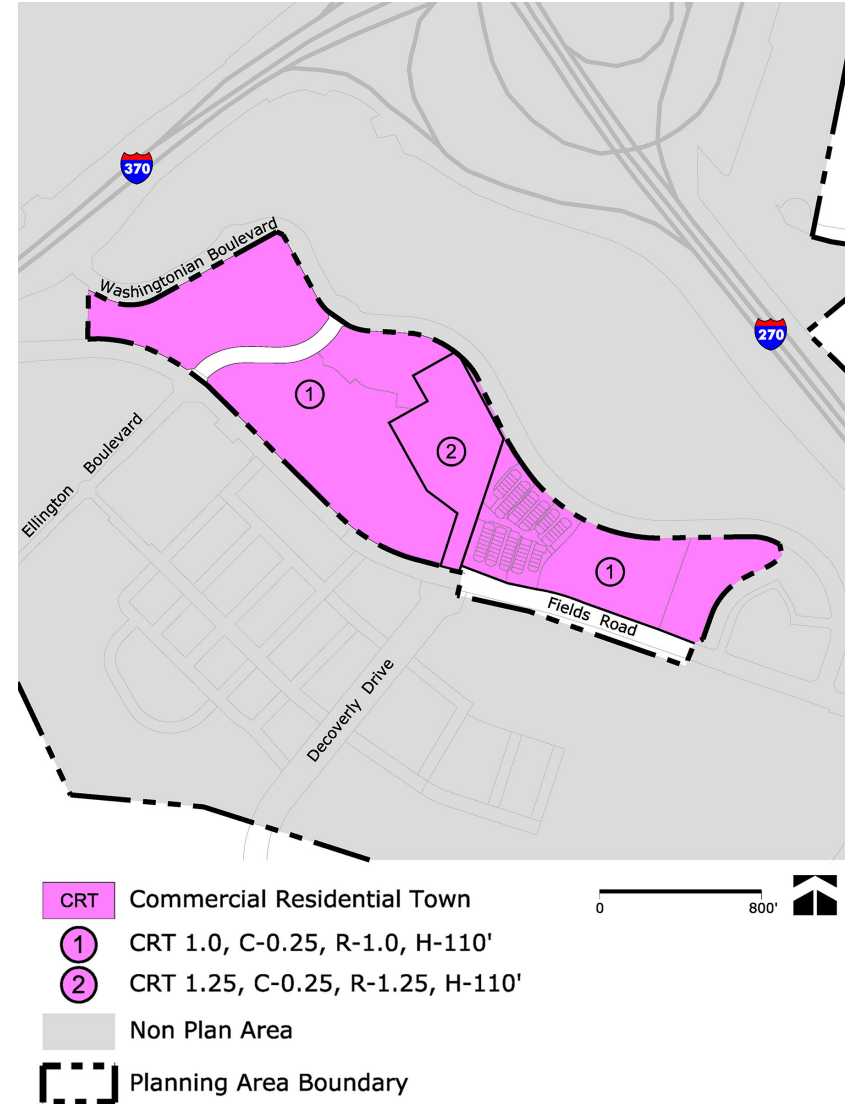 370
Washingtonian Boulevard
270
1
2
Ellington Boulevard
1
Fields Road
Decoverly Drive
CRT Commercial Residential Town
0 800'
1 CRT 1.0, C-0.25, R-1.0, H-110'
2 CRT 1.25, C-0.25, R-1.25, H-110'
Non Plan Area
Planning Area Boundary